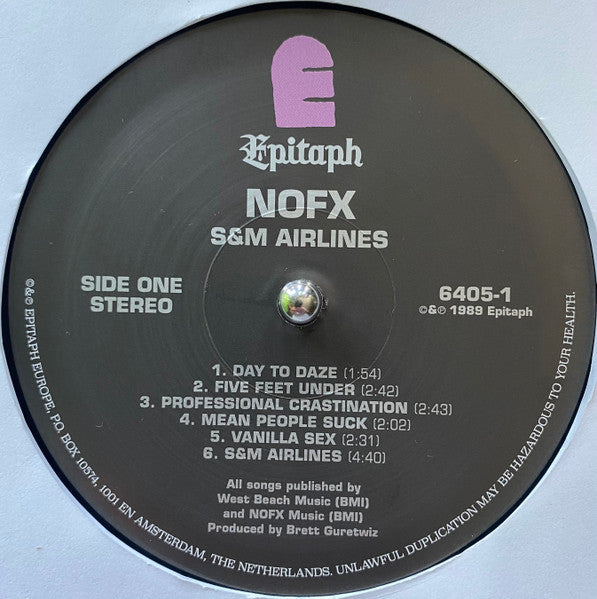 E
Epitaph
NOFX
S&M AIRLINES
SIDE ONE
STEREO
6405-1
©&℗ 1989 Epitaph
1. DAY TO DAZE (1:54)
2. FIVE FEET UNDER (2:42)
3. PROFESSIONAL CRASTINATION (2:43)
4. MEAN PEOPLE SUCK (2:02)
5. VANILLA SEX (2:31)
6. S&M AIRLINES (4:40)
All songs published by
West Beach Music (BMI)
and NOFX Music (BMI)
Produced by Brett Guretwiz
©&℗ EPITAPH EUROPE, P.O. BOX 10574, 1001 EN AMSTERDAM, THE NETHERLANDS. UNLAWFUL DUPLICATION MAY BE HAZARDOUS TO YOUR HEALTH.